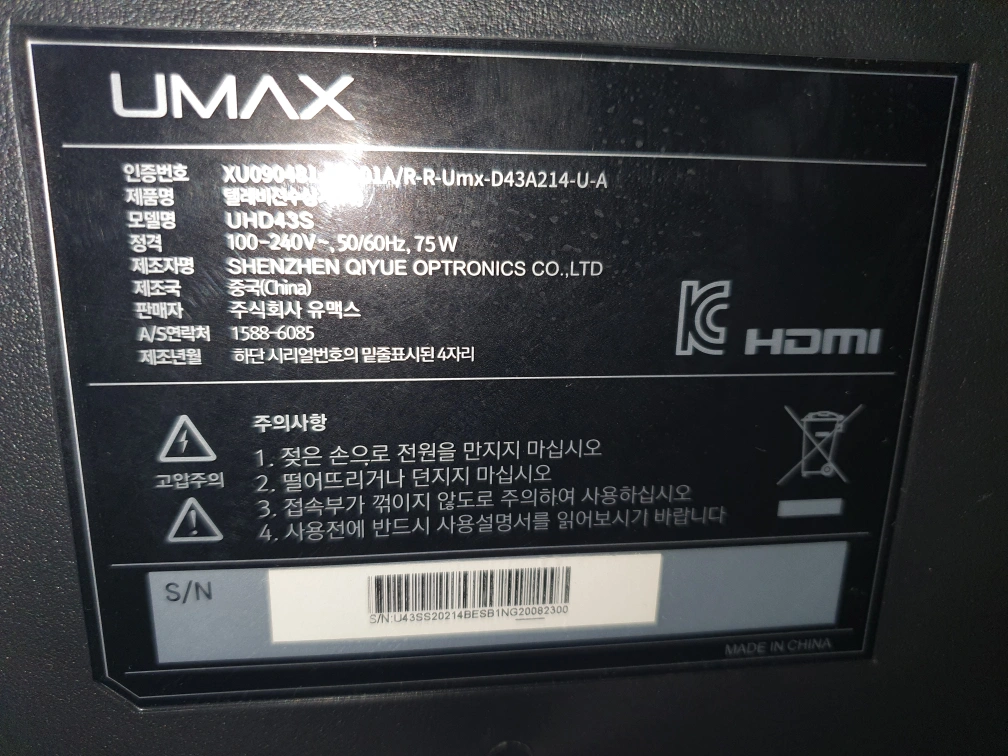 UMAX
인증번호 /R-R-Umx-D43A214-U-A
제품명
모델명 UHD43S
정격 100-240V~, 50/60Hz, 75W
제조자명 SHENZHEN QIYUE OPTRONICS CO.,LTD
제조국 중국(China)
판매자 주식회사 유맥스
A/S연락처 1588-6085
제조년월 하단 시리얼번호의 밑줄표시된 4자리
HDMI
주의사항
1. 젖은 손으로 전원을 만지지 마십시오
2. 떨어뜨리거나 던지지 마십시오
3. 접속부가 꺾이지 않도로 주의하여 사용하십시오
4. 사용전에 반드시 사용설명서를 읽어보시기 바랍니다
고압주의
S/N
S/N:U43SS20214BESB1NG20082300
MADE IN CHINA